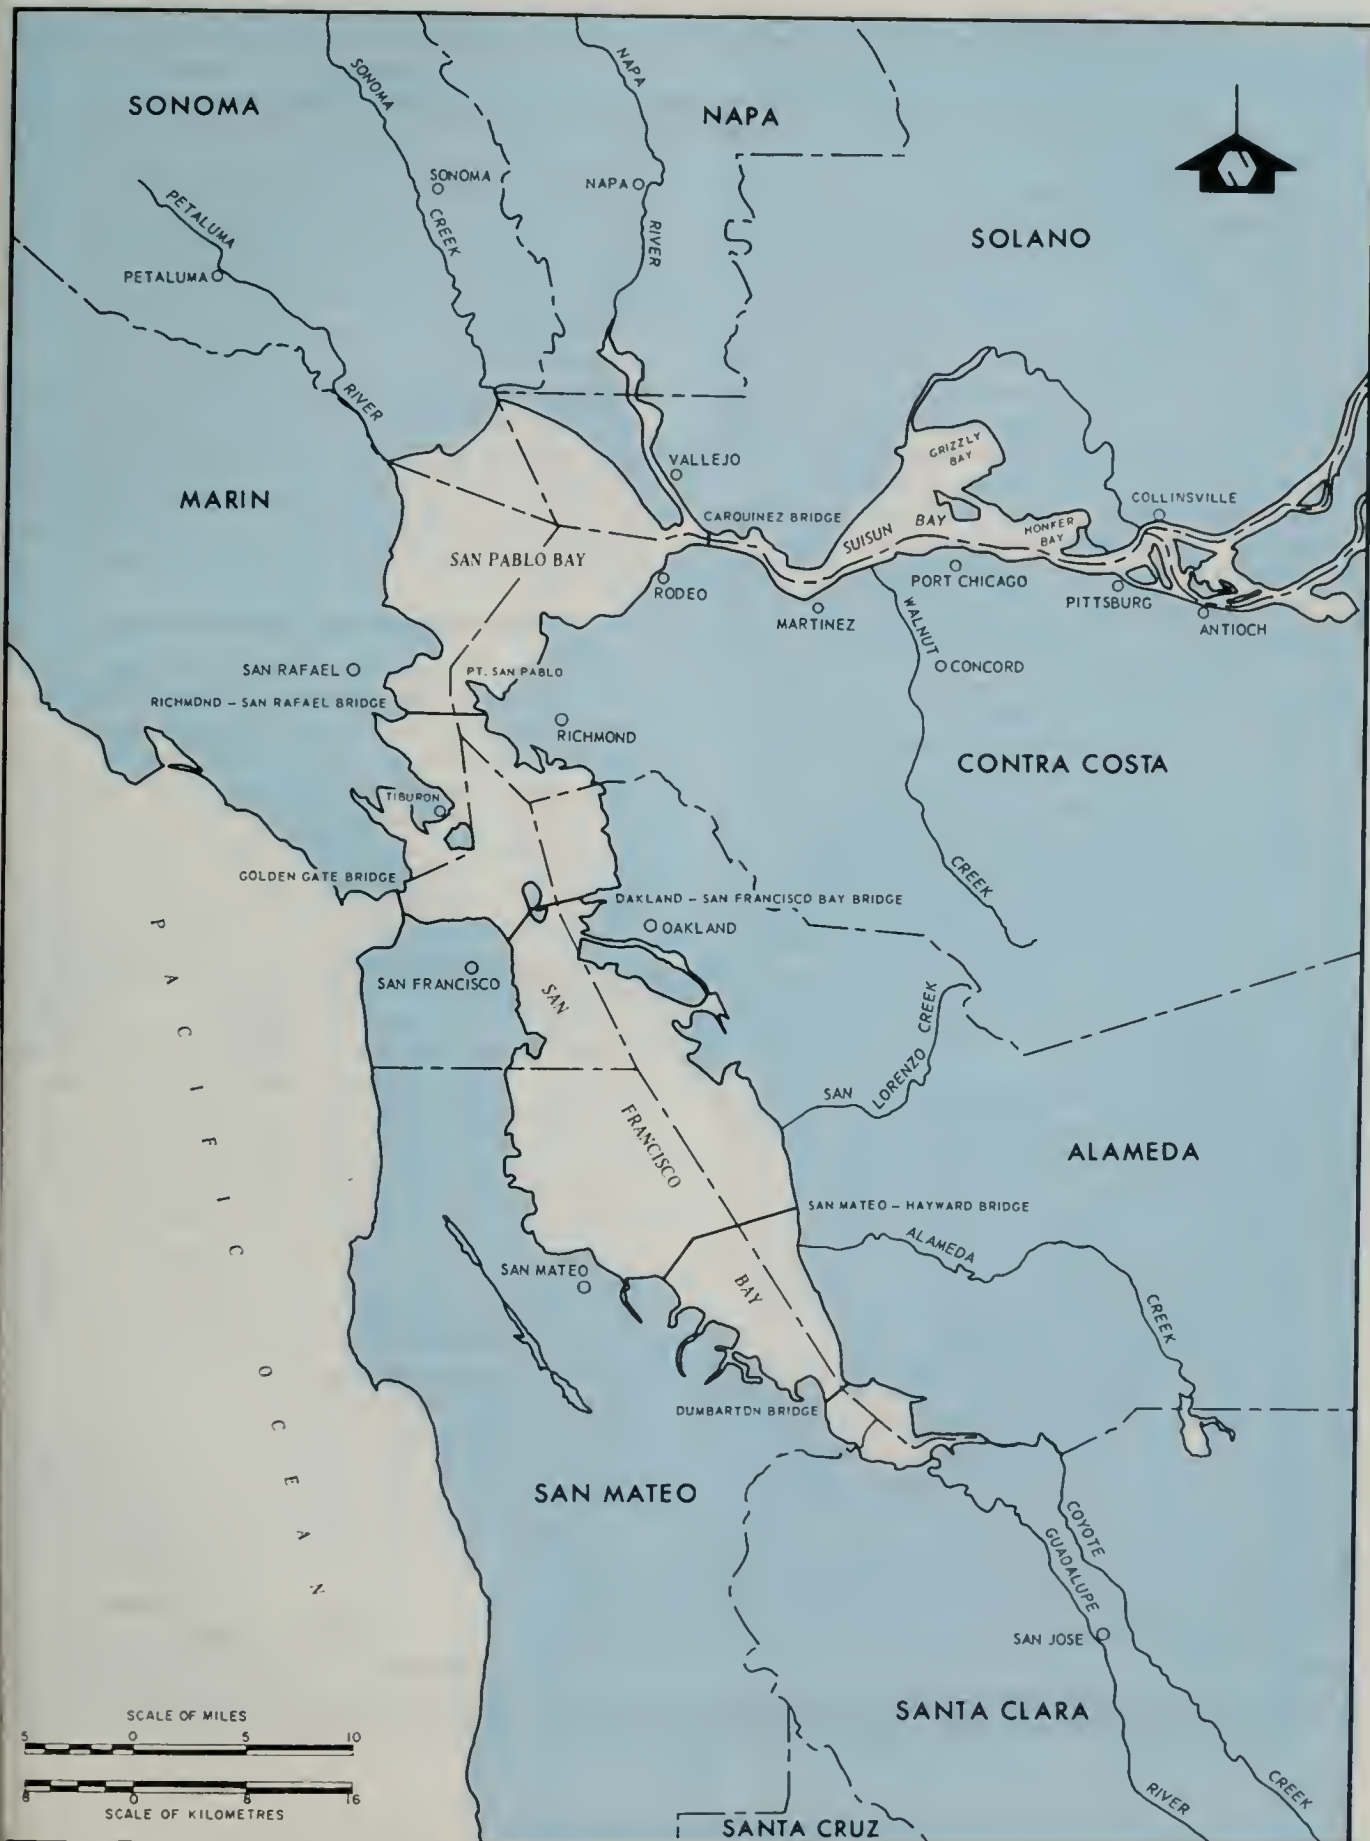 SONOMA
SONOMA
CREEK
SONOMA
NAPA
RIVER
NAPA
NAPA
PETALUMA
RIVER
PETALUMA
SOLANO
MARIN
VALLEJO
GRIZZLY
BAY
COLLINSVILLE
CARQUINEZ BRIDGE
SUISUN BAY
HONKER
BAY
SAN PABLO BAY
RODEO
MARTINEZ
PORT CHICAGO
PITTSBURG
ANTIOCH
WALNUT
CREEK
CONCORD
SAN RAFAEL
PT. SAN PABLO
RICHMOND – SAN RAFAEL BRIDGE
RICHMOND
CONTRA COSTA
TIBURON
GOLDEN GATE BRIDGE
OAKLAND – SAN FRANCISCO BAY BRIDGE
OAKLAND
SAN FRANCISCO
PACIFIC OCEAN
SAN
FRANCISCO
BAY
SAN LORENZO CREEK
ALAMEDA
SAN MATEO – HAYWARD BRIDGE
ALAMEDA
CREEK
SAN MATEO
DUMBARTON BRIDGE
SAN MATEO
COYOTE
CREEK
GUADALUPE
RIVER
SAN JOSE
SANTA CLARA
SANTA CRUZ
SCALE OF MILES
5 0 5 10
8 0 8 16
SCALE OF KILOMETRES